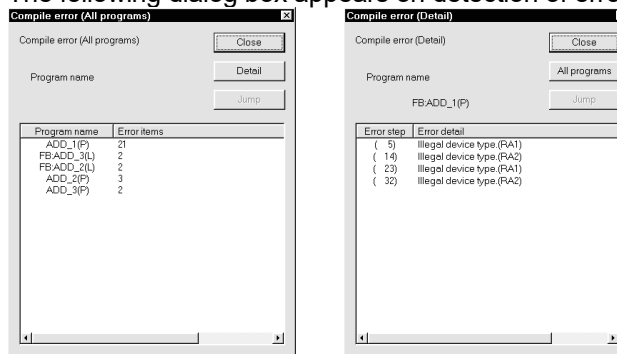 The following dialog box appears on detection of erro
Compile error (All programs)
Compile error (All programs)
Close
Program name
Detail
Jump
Program name Error items
ADD_1(P) 21
FB:ADD_3(L) 2
FB:ADD_2(L) 2
ADD_2(P) 3
ADD_3(P) 2
Compile error (Detail)
Compile error (Detail)
Close
Program name
All programs
FB:ADD_1(P)
Jump
Error step Error detail
( 5) Illegal device type.(RA1)
( 14) Illegal device type.(RA2)
( 23) Illegal device type.(RA1)
( 32) Illegal device type.(RA2)